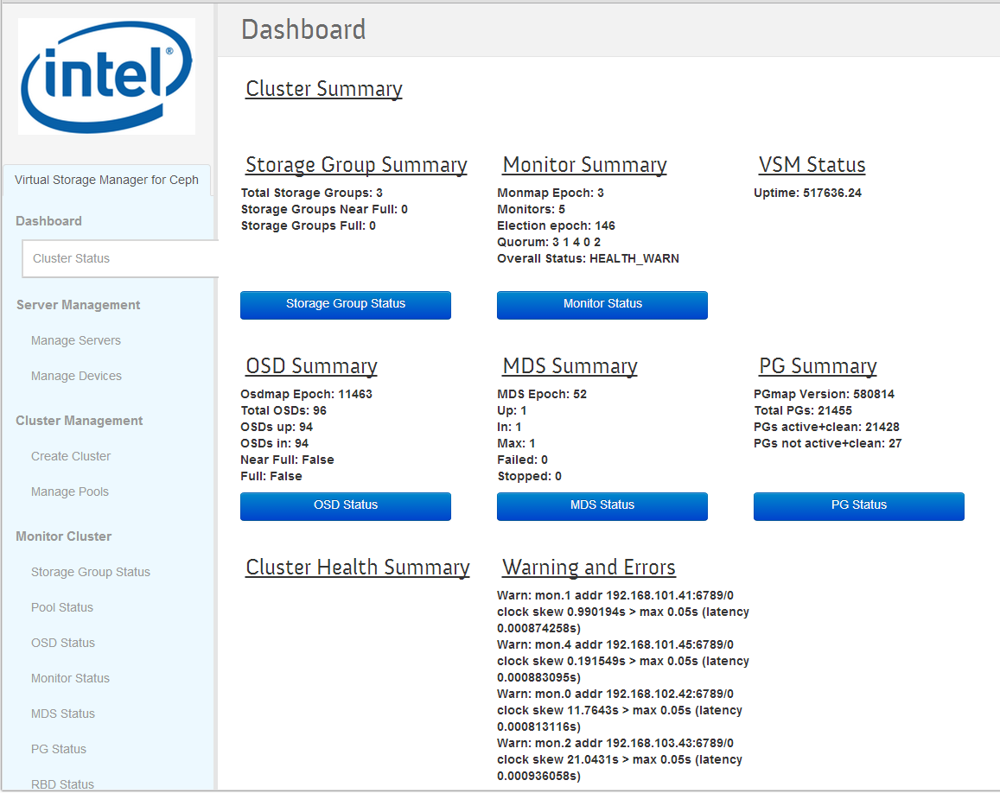 intel®
Virtual Storage Manager for Ceph
Dashboard
Cluster Status
Server Management
Manage Servers
Manage Devices
Cluster Management
Create Cluster
Manage Pools
Monitor Cluster
Storage Group Status
Pool Status
OSD Status
Monitor Status
MDS Status
PG Status
RBD Status
Dashboard
Cluster Summary
Storage Group Summary
Total Storage Groups: 3
Storage Groups Near Full: 0
Storage Groups Full: 0
Storage Group Status
Monitor Summary
Monmap Epoch: 3
Monitors: 5
Election epoch: 146
Quorum: 3 1 4 0 2
Overall Status: HEALTH_WARN
Monitor Status
VSM Status
Uptime: 517636.24
OSD Summary
Osdmap Epoch: 11463
Total OSDs: 96
OSDs up: 94
OSDs in: 94
Near Full: False
Full: False
OSD Status
MDS Summary
MDS Epoch: 52
Up: 1
In: 1
Max: 1
Failed: 0
Stopped: 0
MDS Status
PG Summary
PGmap Version: 580814
Total PGs: 21455
PGs active+clean: 21428
PGs not active+clean: 27
PG Status
Cluster Health Summary
Warning and Errors
Warn: mon.1 addr 192.168.101.41:6789/0
clock skew 0.990194s > max 0.05s (latency
0.000874258s)
Warn: mon.4 addr 192.168.101.45:6789/0
clock skew 0.191549s > max 0.05s (latency
0.000883095s)
Warn: mon.0 addr 192.168.102.42:6789/0
clock skew 11.7643s > max 0.05s (latency
0.000813116s)
Warn: mon.2 addr 192.168.103.43:6789/0
clock skew 21.0431s > max 0.05s (latency
0.000936058s)